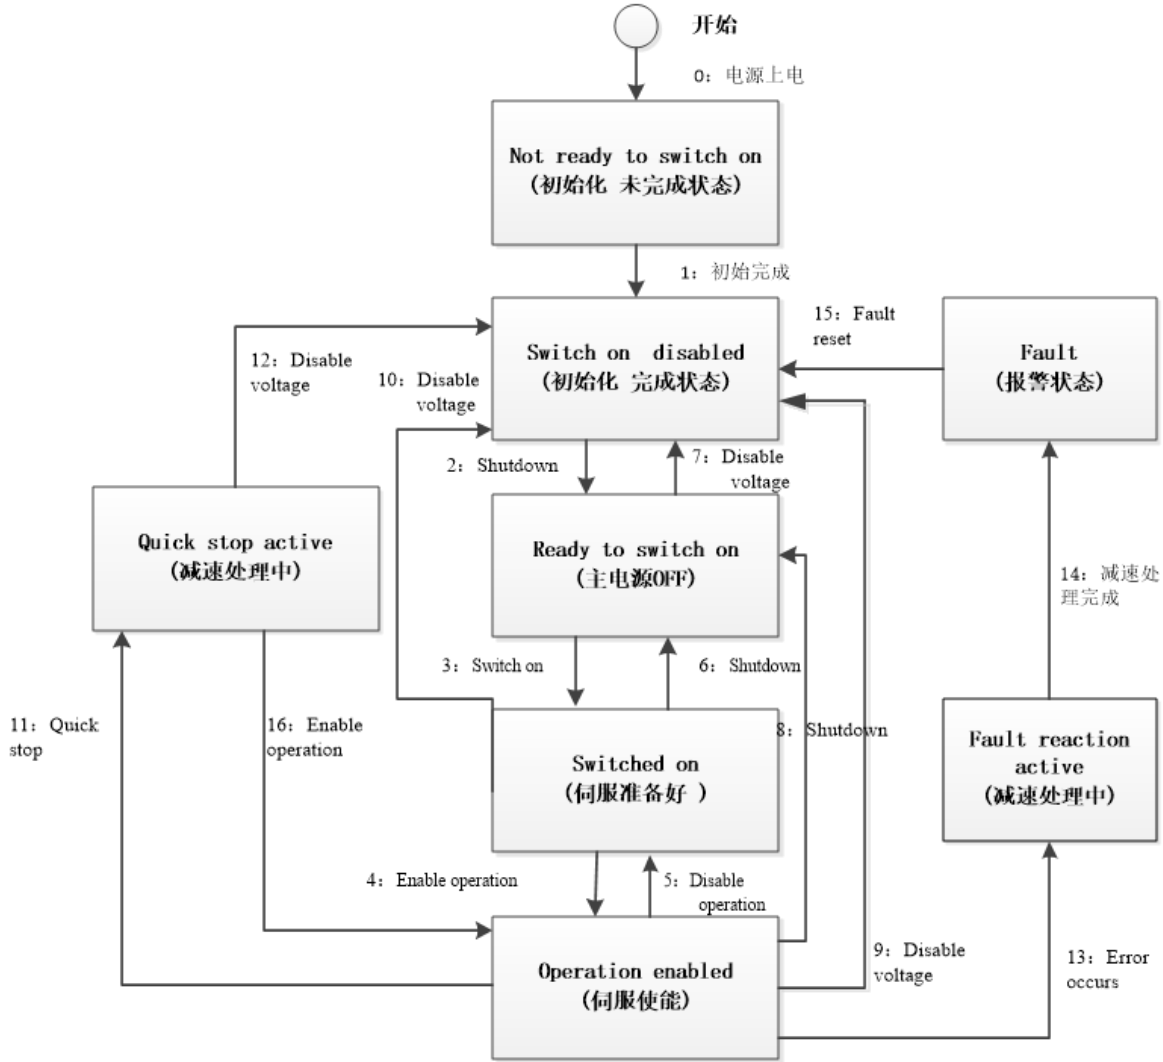 开始
0：电源上电
Not ready to switch on
(初始化 未完成状态)
1：初始完成
Switch on disabled
(初始化 完成状态)
15：Fault
reset
Fault
(报警状态)
12：Disable
voltage
10：Disable
voltage
2：Shutdown
7：Disable
voltage
Quick stop active
(减速处理中)
Ready to switch on
(主电源OFF)
14：减速处
理完成
3：Switch on
6：Shutdown
11：Quick
stop
16：Enable
operation
8：Shutdown
Switched on
(伺服准备好 )
Fault reaction
active
(减速处理中)
4：Enable operation
5：Disable
operation
Operation enabled
(伺服使能)
9：Disable
voltage
13：Error
occurs